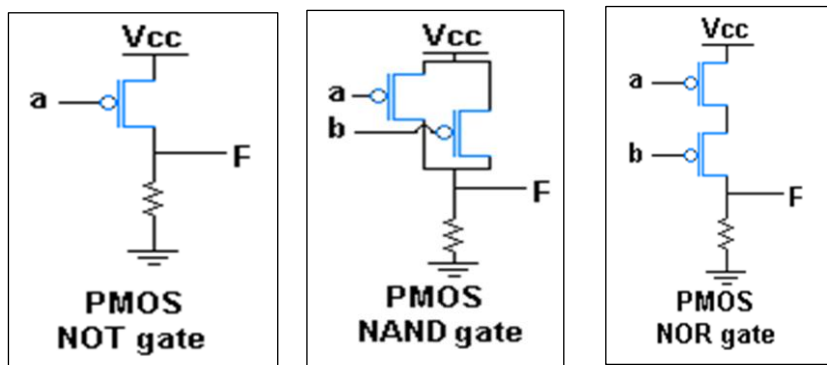 Vcc
a
F
PMOS
NOT gate
Vcc
a
b
F
PMOS
NAND gate
Vcc
a
b
F
PMOS
NOR gate